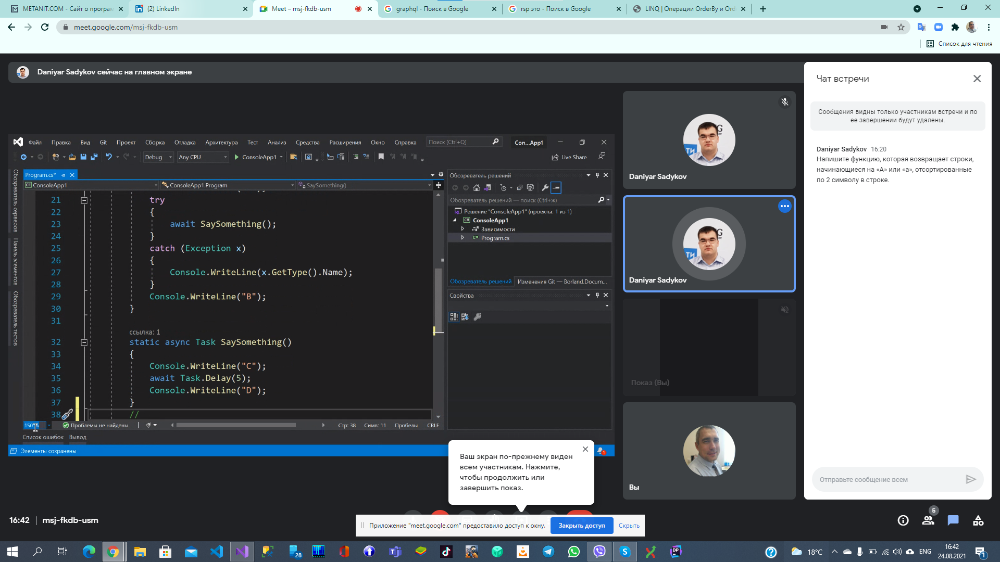 METANIT.COM - Сайт о програм
(2) LinkedIn
Meet – msj-fkdb-usm
graphql - Поиск в Google
rsp это - Поиск в Google
LINQ | Операции OrderBy и Ord
meet.google.com/msj-fkdb-usm
Список для чтения
Daniyar Sadykov сейчас на главном экране
Файл Правка Вид Git Проект Сборка Отладка Архитектура Тест Анализ Средства Расширения Окно Справка Поиск (Ctrl+Q) Con...App1
Debug Any CPU ConsoleApp1 Live Share
Обозреватель серверов
Панель элементов
Обозреватель тестов
Program.cs*
ConsoleApp1 ConsoleApp1.Program SaySomething()
21 try
22 {
23 await SaySomething();
24 }
25 catch (Exception x)
26 {
27 Console.WriteLine(x.GetType().Name);
28 }
29 Console.WriteLine("B");
30 }
31
ссылка: 1
32 static async Task SaySomething()
33 {
34 Console.WriteLine("C");
35 await Task.Delay(5);
36 Console.WriteLine("D");
37 }
38 //
150% Проблемы не найдены. Стр: 38 Симв: 11 Пробелы CRLF
Список ошибок Вывод
Элементы сохранены
Обозреватель решений
Обозреватель решений — поиск (Ctrl+ж)
Решение "ConsoleApp1" (проекты: 1 из 1)
ConsoleApp1
Зависимости
Program.cs
Обозреватель решений Изменения Git — Borland.Docum...
Свойства
1
Ваш экран по-прежнему виден
всем участникам. Нажмите,
чтобы продолжить или
завершить показ.
Daniyar Sadykov
Daniyar Sadykov
Показ (Вы)
Вы
Чат встречи
Сообщения видны только участникам встречи и по
ее завершении будут удалены.
Daniyar Sadykov 16:20
Напишите функцию, которая возвращает строки,
начинающиеся на «А» или «а», отсортированные
по 2 символу в строке.
Отправьте сообщение всем
16:42 | msj-fkdb-usm
5
Приложение "meet.google.com" предоставило доступ к окну. Закрыть доступ Скрыть
28
DP
18°C ENG
16:42
24.08.2021
1